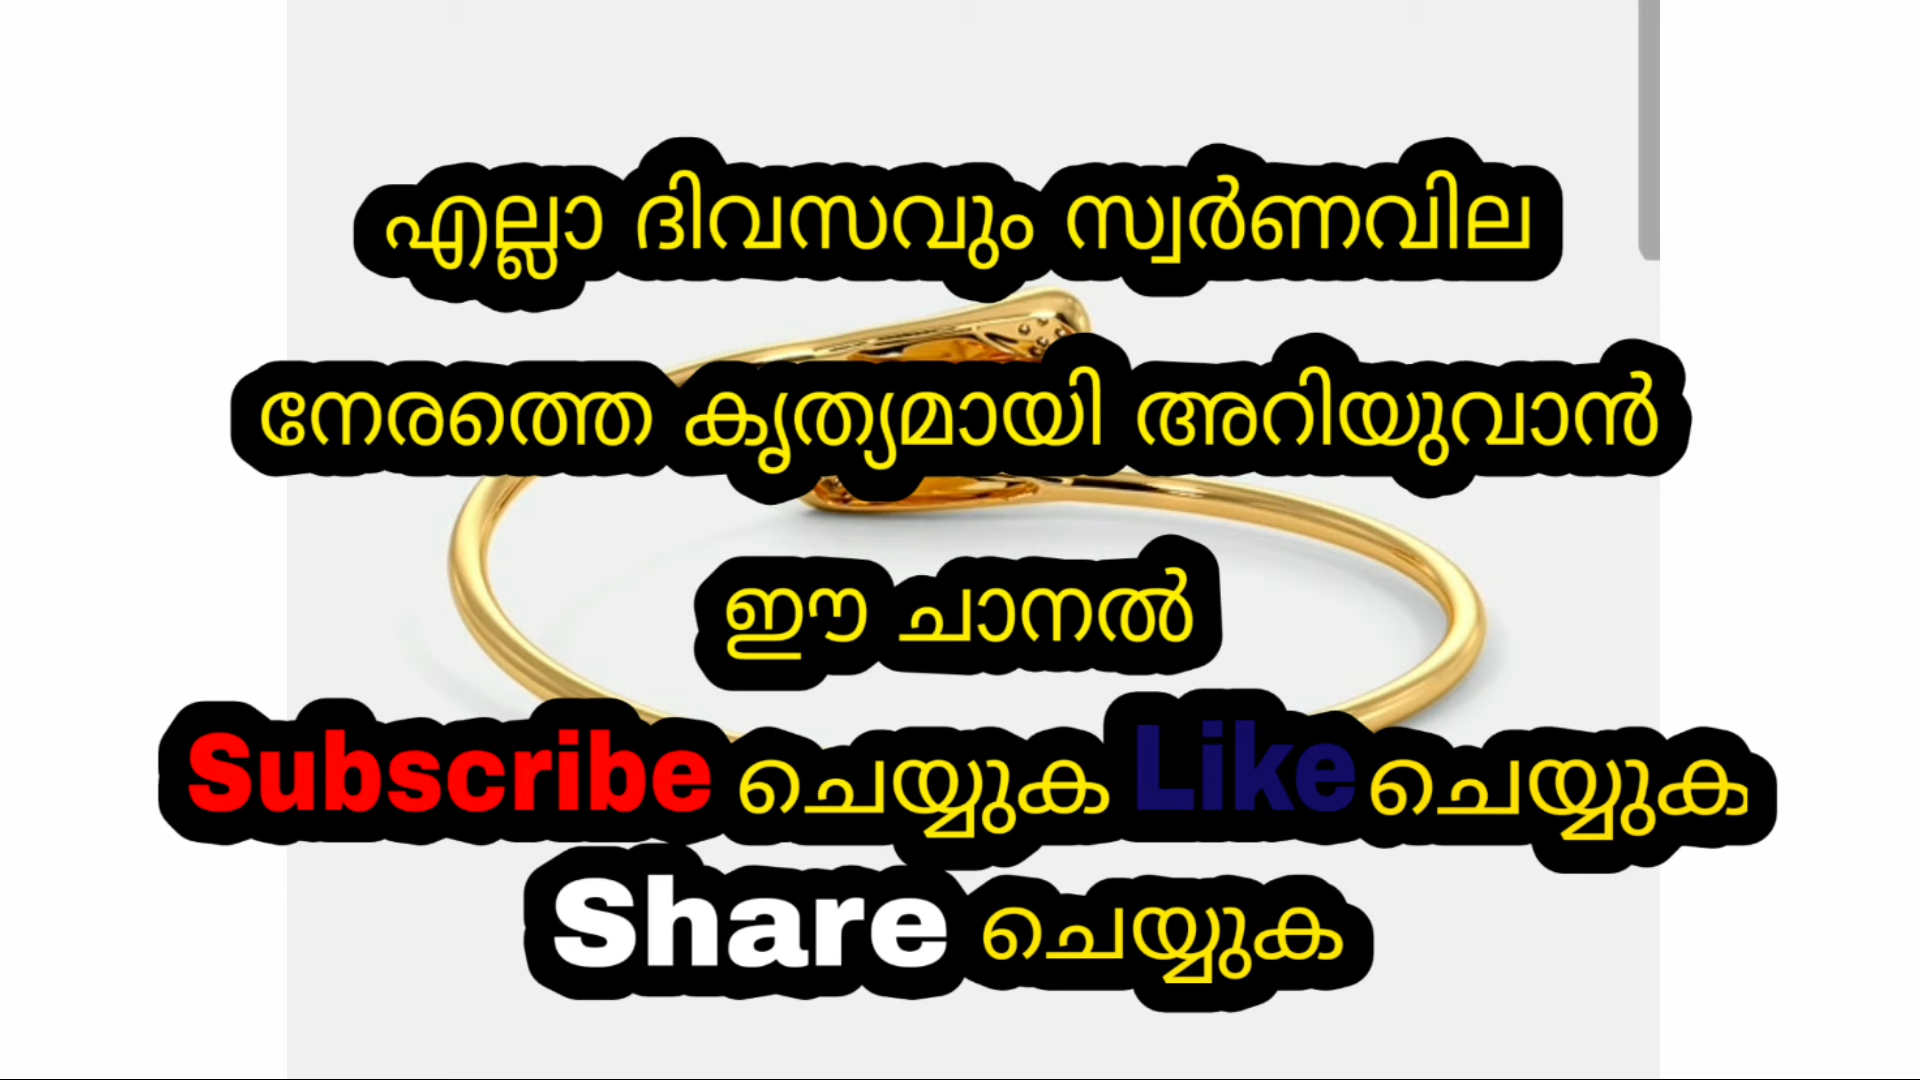 എല്ലാ ദിവസവും സ്വർണവില
നേരത്തെ കൃത്യമായി അറിയുവാൻ
ഈ ചാനൽ
Subscribe ചെയ്യുക Like ചെയ്യുക
Share ചെയ്യുക